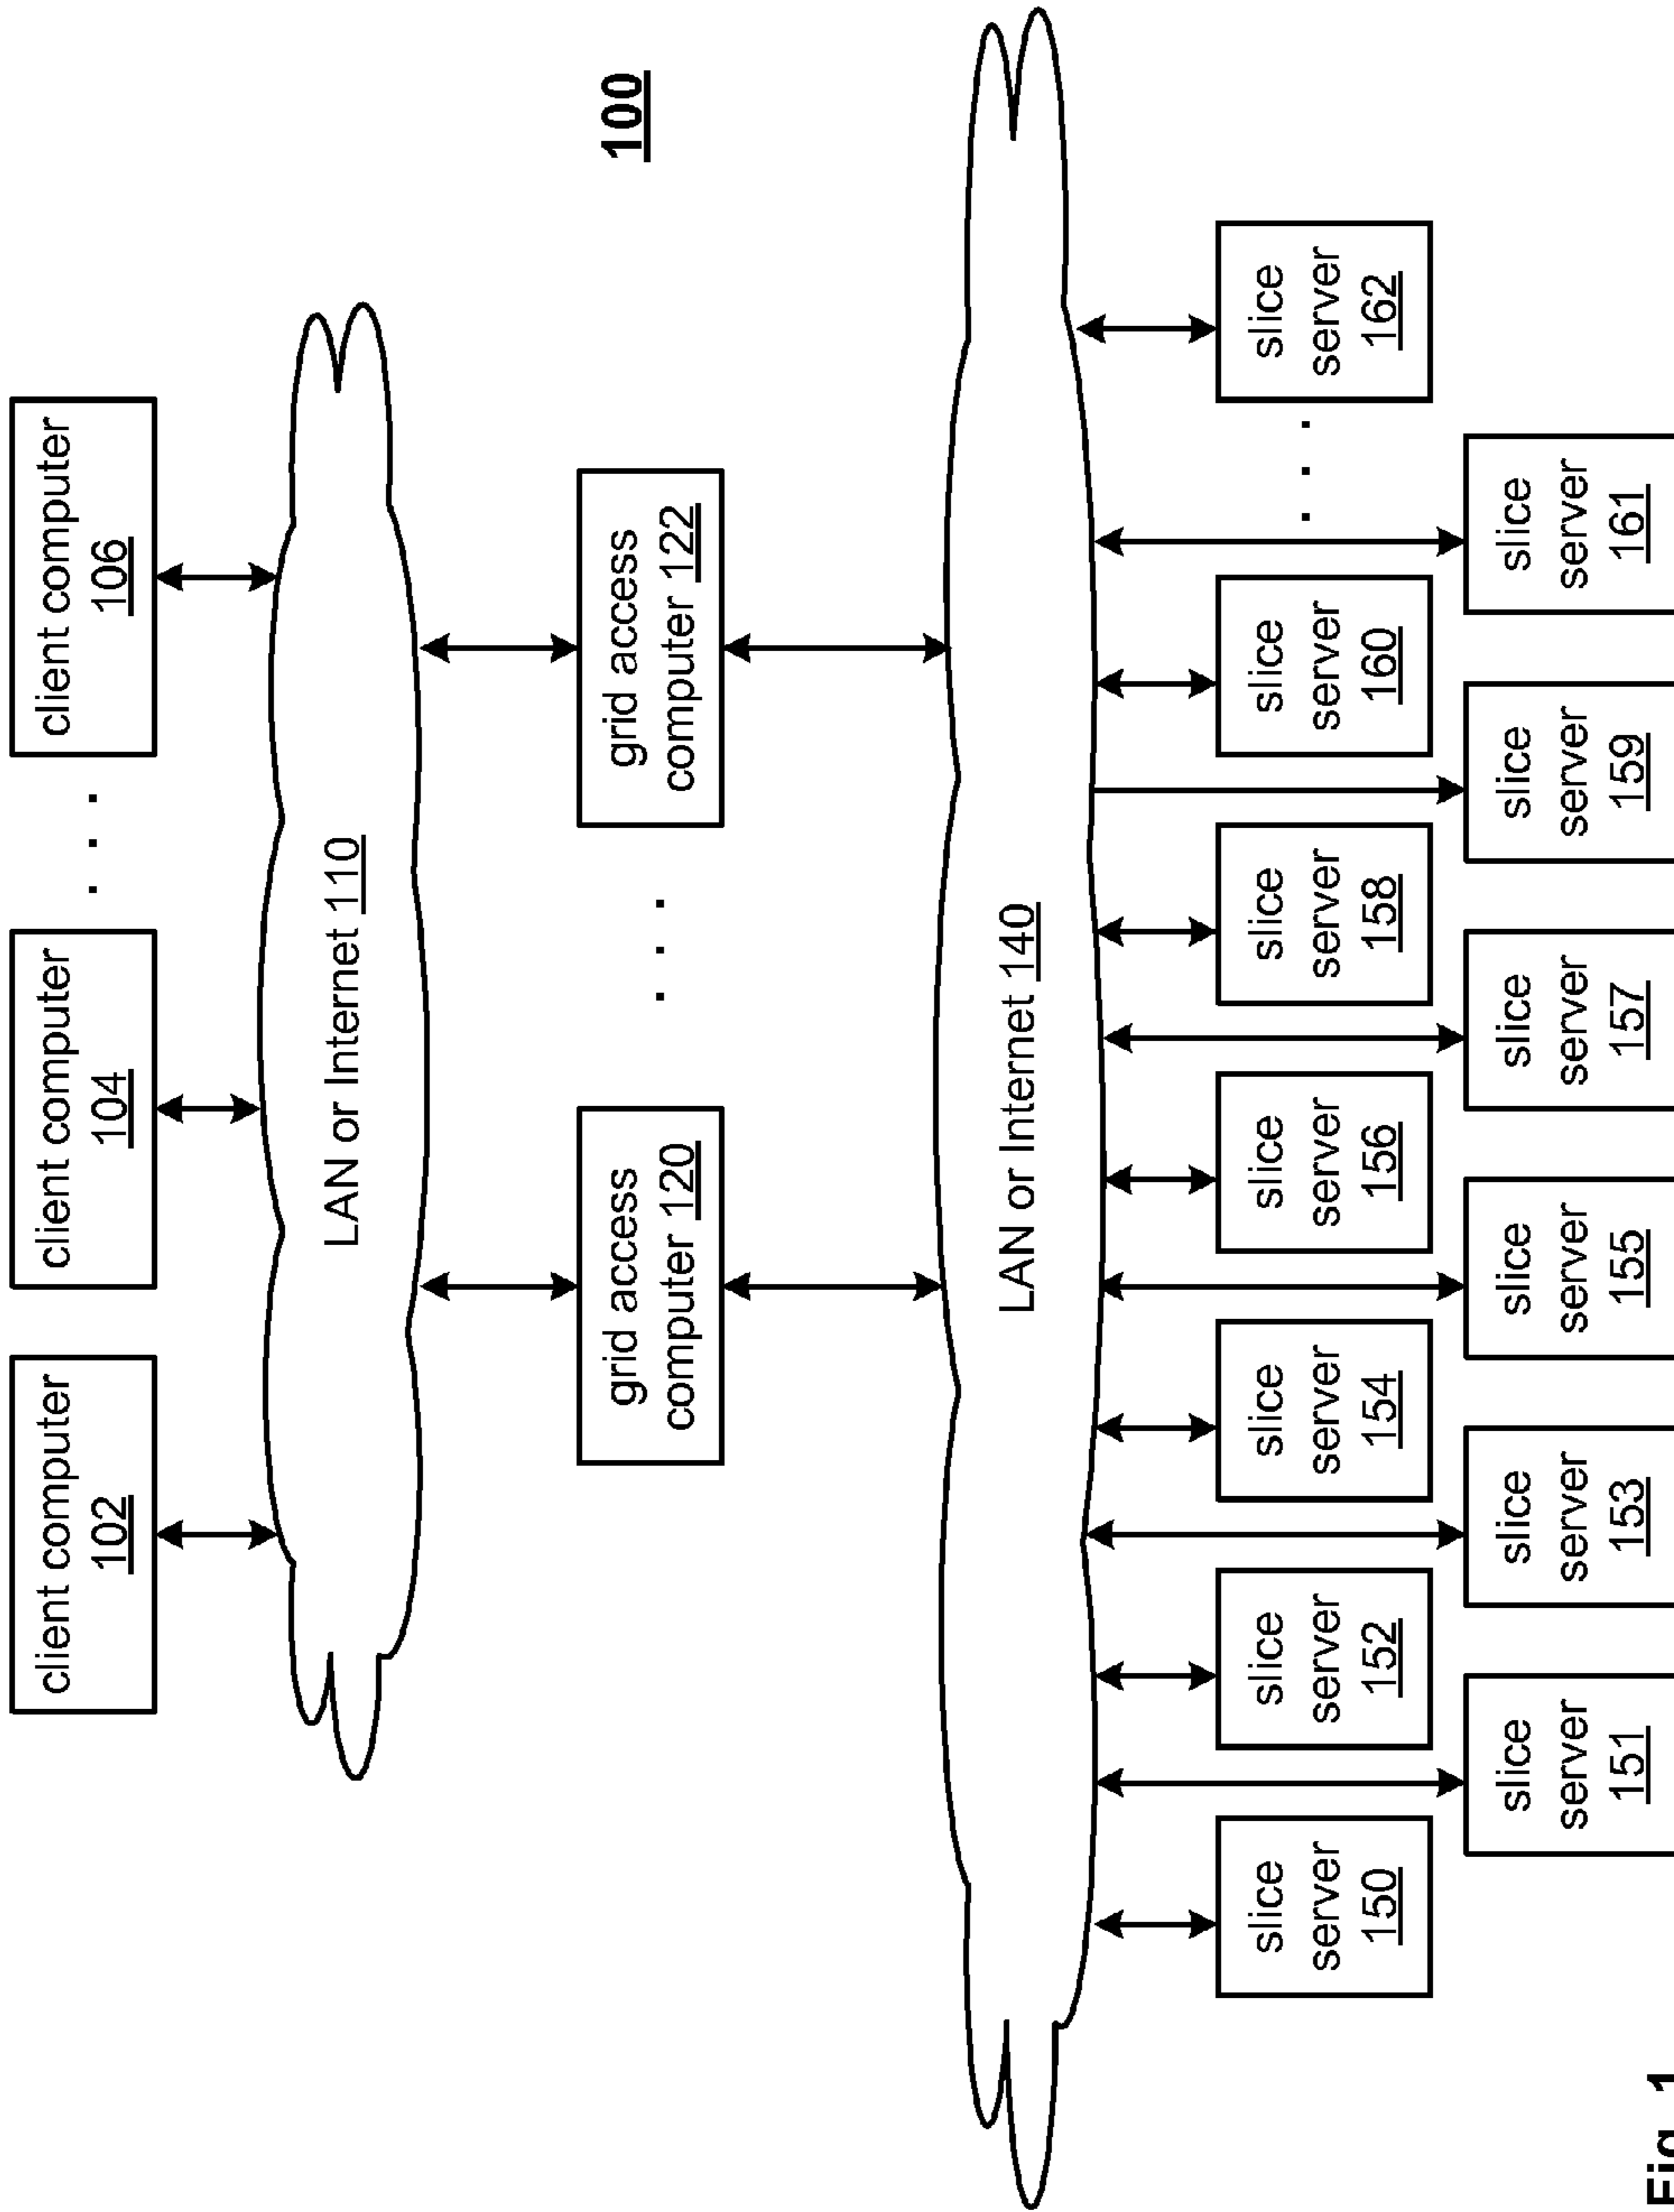 client computer
102
client computer
104
. . .
client computer
106
LAN or Internet 110
100
grid access
computer 120
. . .
grid access
computer 122
LAN or Internet 140
slice
server
150
slice
server
151
slice
server
152
slice
server
153
slice
server
154
slice
server
155
slice
server
156
slice
server
157
slice
server
158
slice
server
159
slice
server
160
slice
server
161
. . .
slice
server
162
Fig. 1